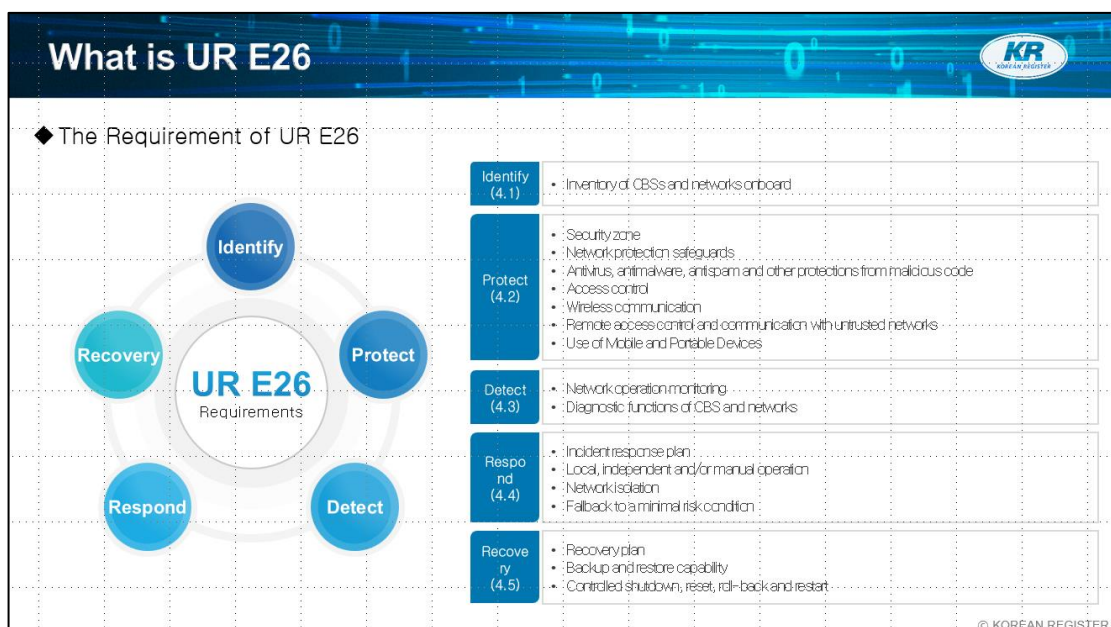 What is UR E26
KR
KOREAN REGISTER
◆ The Requirement of UR E26
Identify
Protect
Detect
Respond
Recovery
UR E26
Requirements
Identify
(4.1)
• Inventory of CBSs and networks onboard
Protect
(4.2)
• Security zone
• Network protection safeguards
• Antivirus, antimalware, antispam and other protections from malicious code
• Access control
• Wireless communication
• Remote access control and communication with untrusted networks
• Use of Mobile and Portable Devices
Detect
(4.3)
• Network operation monitoring
• Diagnostic functions of CBS and networks
Respo
nd
(4.4)
• Incident response plan
• Local, independent and/or manual operation
• Network isolation
• Fallback to a minimal risk condition
Recove
ry
(4.5)
• Recovery plan
• Backup and restore capability
• Controlled shutdown, reset, roll-back and restart
© KOREAN REGISTER